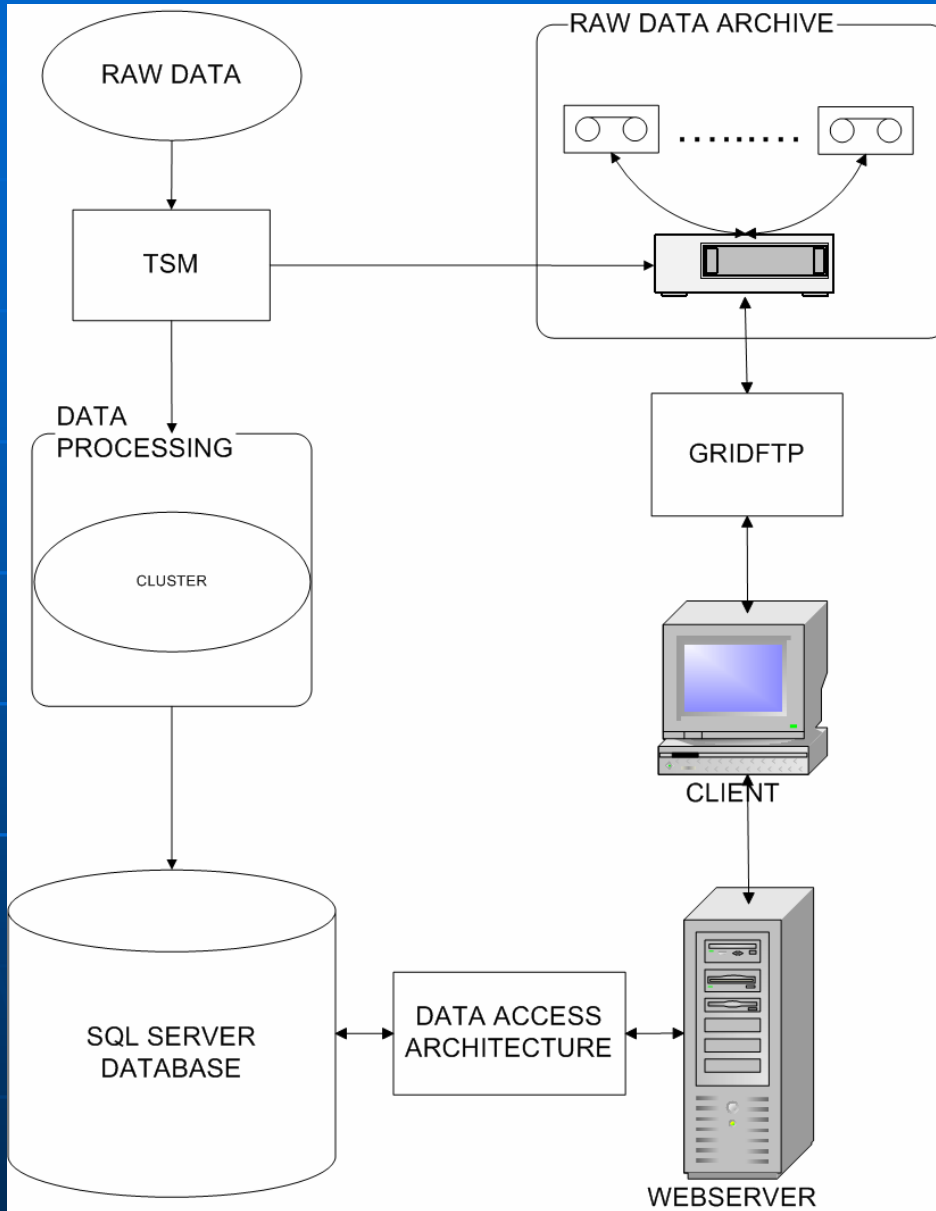 RAW DATA
RAW DATA ARCHIVE
TSM
DATA
PROCESSING
GRIDFTP
CLUSTER
CLIENT
SQL SERVER
DATABASE
DATA ACCESS
ARCHITECTURE
WEBSERVER